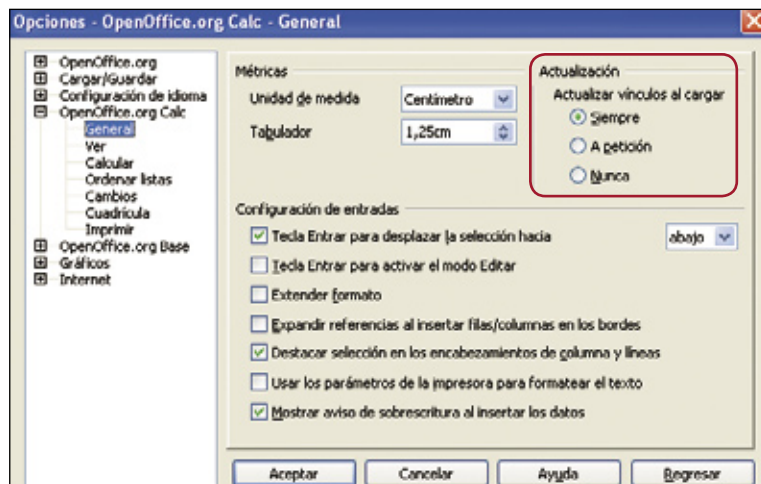 Opciones - OpenOffice.org Calc - General
OpenOffice.org
Cargar/Guardar
Configuración de idioma
OpenOffice.org Calc
General
Ver
Calcular
Ordenar listas
Cambios
Cuadrícula
Imprimir
OpenOffice.org Base
Gráficos
Internet
Métricas
Unidad de medida Centímetro
Tabulador 1,25cm
Actualización
Actualizar vínculos al cargar
Siempre
A petición
Nunca
Configuración de entradas
Tecla Entrar para desplazar la selección hacia abajo
Tecla Entrar para activar el modo Editar
Extender formato
Expandir referencias al insertar filas/columnas en los bordes
Destacar selección en los encabezamientos de columna y líneas
Usar los parámetros de la impresora para formatear el texto
Mostrar aviso de sobrescritura al insertar los datos
Aceptar Cancelar Ayuda Regresar